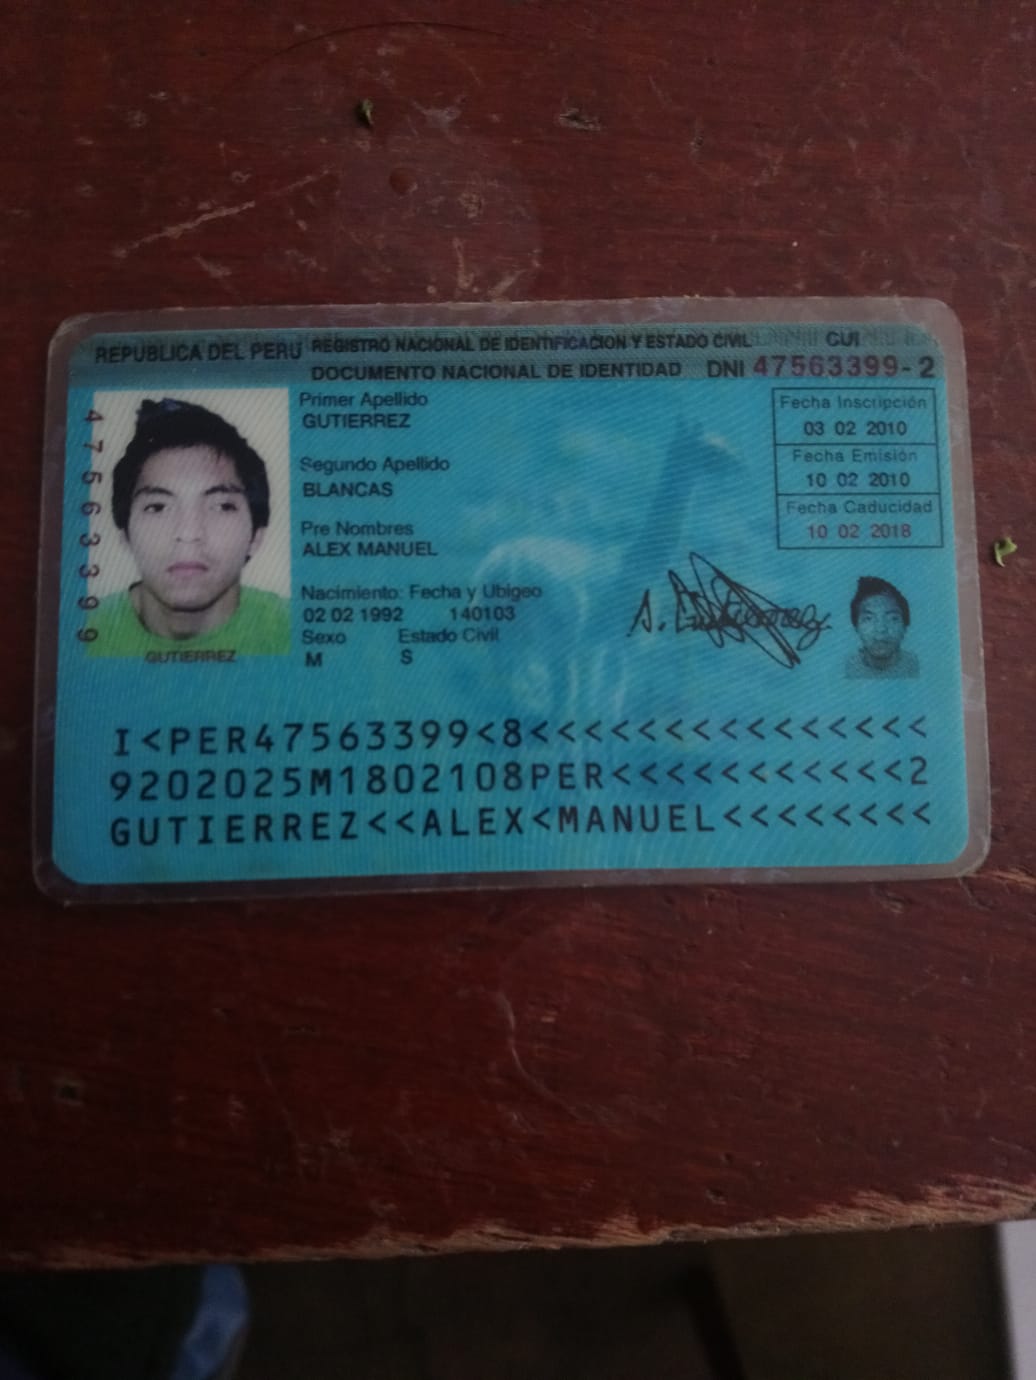 REPUBLICA DEL PERU REGISTRO NACIONAL DE IDENTIFICACION Y ESTADO CIVIL CUI
DOCUMENTO NACIONAL DE IDENTIDAD DNI 47563399-2
47563399
GUTIERREZ
Primer Apellido
GUTIERREZ
Segundo Apellido
BLANCAS
Pre Nombres
ALEX MANUEL
Nacimiento: Fecha y Ubigeo
02 02 1992 140103
Sexo Estado Civil
M S
Fecha Inscripción
03 02 2010
Fecha Emisión
10 02 2010
Fecha Caducidad
10 02 2018
I<PER47563399<8<<<<<<<<<<<<<<<
9202025M1802108PER<<<<<<<<<<<2
GUTIERREZ<<ALEX<MANUEL<<<<<<<<